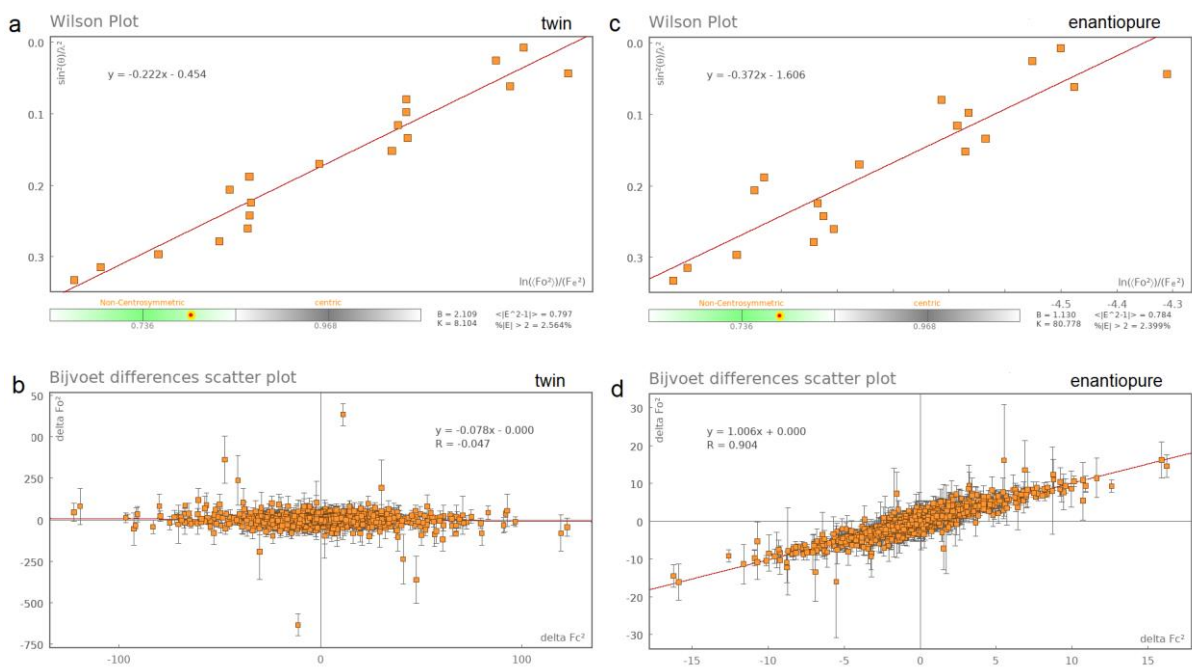 a
Wilson Plot
twin
0.0
sin²(θ)/λ²
y = -0.222x - 0.454
0.1
0.2
0.3
ln(⟨Fo²⟩)/(Fe²)
Non-Centrosymmetric
centric
0.736
0.968
B = 2.109
K = 8.104
<|E^2-1|> = 0.797
%|E| > 2 = 2.564%
c
Wilson Plot
enantiopure
0.0
sin²(θ)/λ²
y = -0.372x - 1.606
0.1
0.2
0.3
ln(⟨Fo²⟩)/(Fe²)
-4.5
-4.4
-4.3
Non-Centrosymmetric
centric
0.736
0.968
B = 1.130
K = 80.778
<|E^2-1|> = 0.784
%|E| > 2 = 2.399%
b
Bijvoet differences scatter plot
twin
50
delta Fo²
00
250
0
-250
-500
-750
y = -0.078x - 0.000
R = -0.047
delta Fc²
-100
0
100
d
Bijvoet differences scatter plot
enantiopure
30
delta Fo²
20
10
0
-10
-20
-30
y = 1.006x + 0.000
R = 0.904
delta Fc²
-15
-10
-5
0
5
10
15